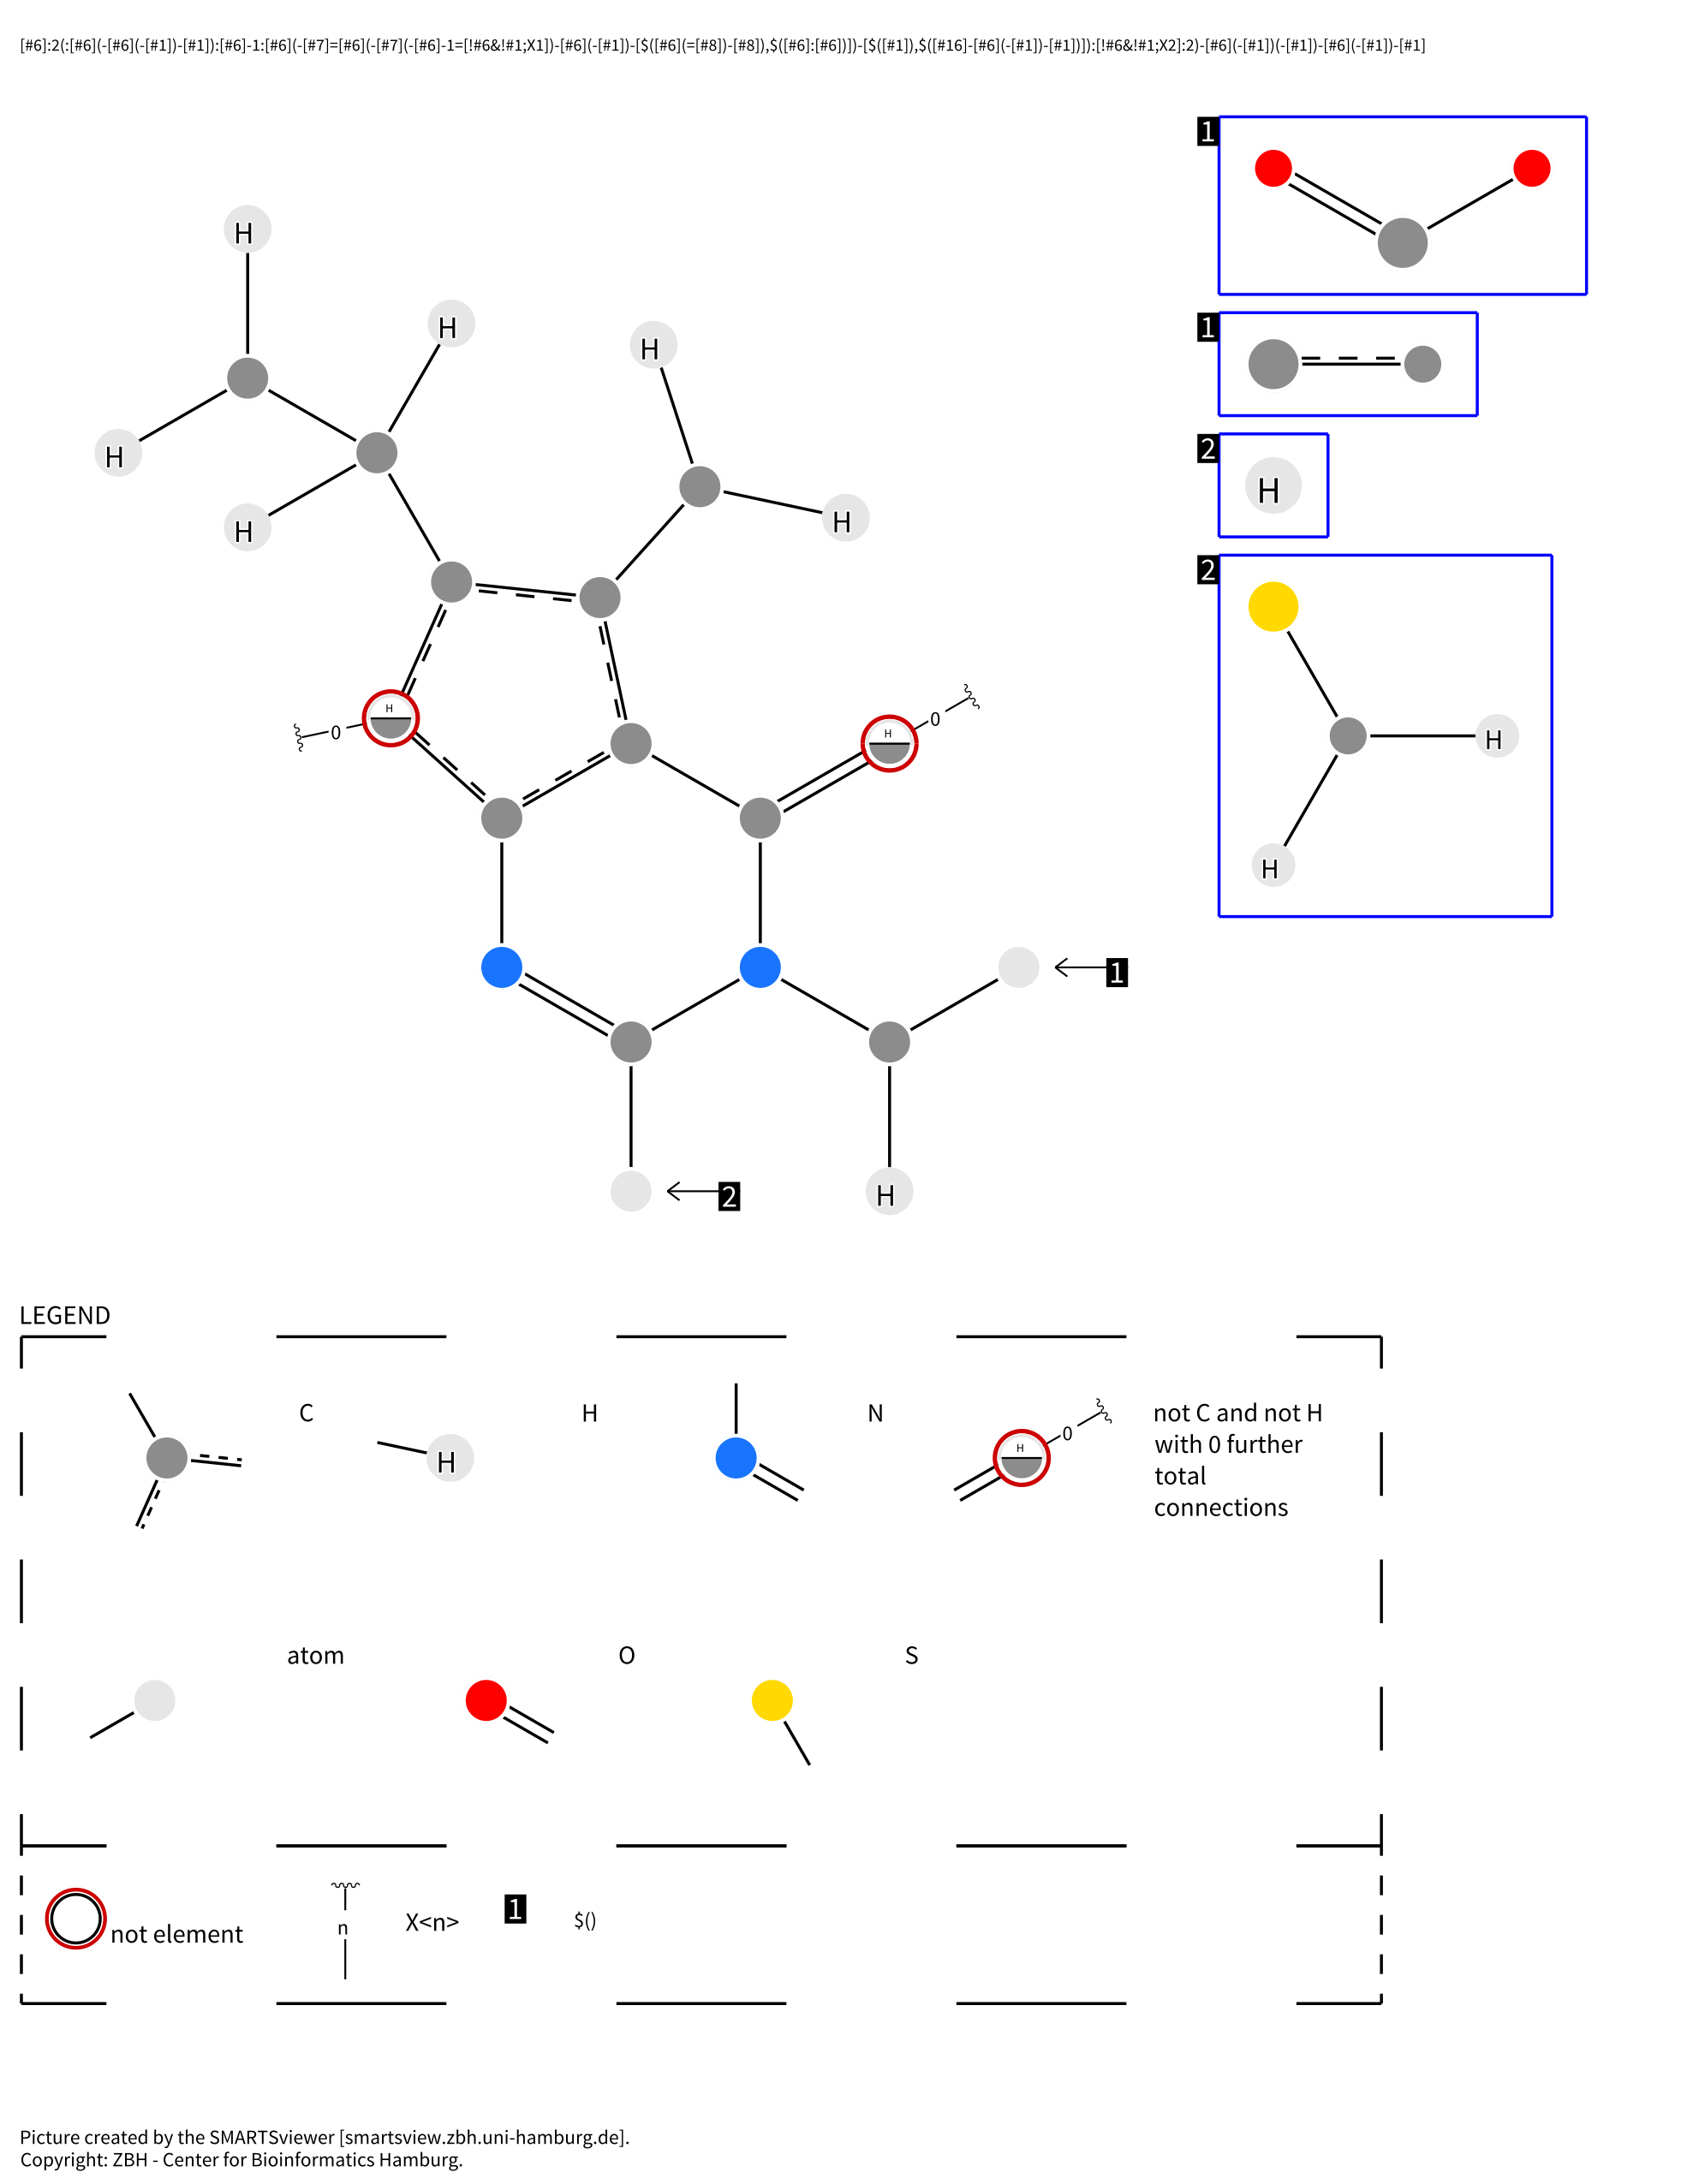 [#6]:2(:[#6](-[#6](-[#1])-[#1]):[#6]-1:[#6](-[#7]=[#6](-[#7](-[#6]-1=[!#6&!#1;X1])-[#6](-[#1])-[$([#6](=[#8])-[#8]),$([#6]:[#6])])-[$([#1]),$([#16]-[#6](-[#1])-[#1])]):[!#6&!#1;X2]:2)-[#6](-[#1])(-[#1])-[#6](-[#1])-[#1]
1
1
H
H
H
2
H
H
H
H
2
H
0
H
0
H
H
H
1
2
H
LEGEND
C
H
H
N
H
0
not C and not H
with 0 further
total
connections
atom
O
S
not element
n
X<n>
1
$()
Picture created by the SMARTSviewer [smartsview.zbh.uni-hamburg.de].
Copyright: ZBH - Center for Bioinformatics Hamburg.